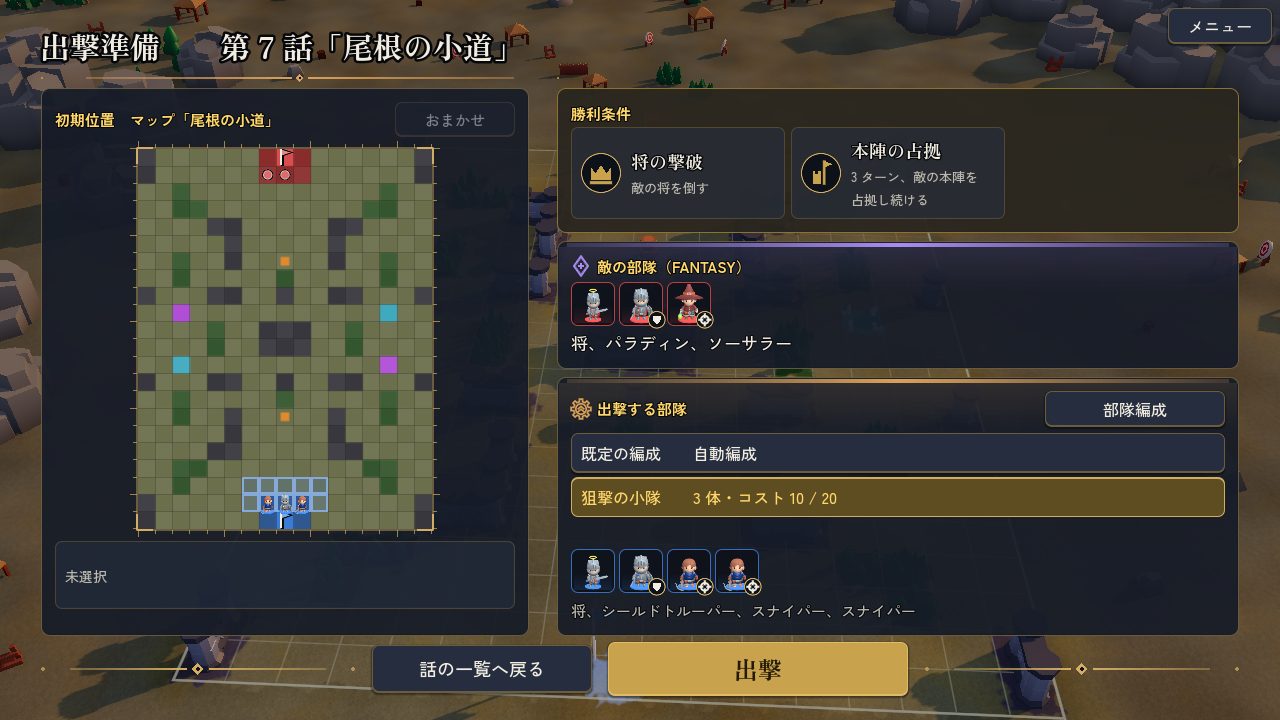 出撃準備　第 7 話「尾根の小道」
メニュー
初期位置　マップ「尾根の小道」
おまかせ
未選択
勝利条件
将の撃破
敵の将を倒す
本陣の占拠
3 ターン、敵の本陣を
占拠し続ける
敵の部隊（FANTASY）
将、パラディン、ソーサラー
出撃する部隊
部隊編成
既定の編成　自動編成
狙撃の小隊　3 体・コスト 10 / 20
将、シールドトルーパー、スナイパー、スナイパー
話の一覧へ戻る
出撃